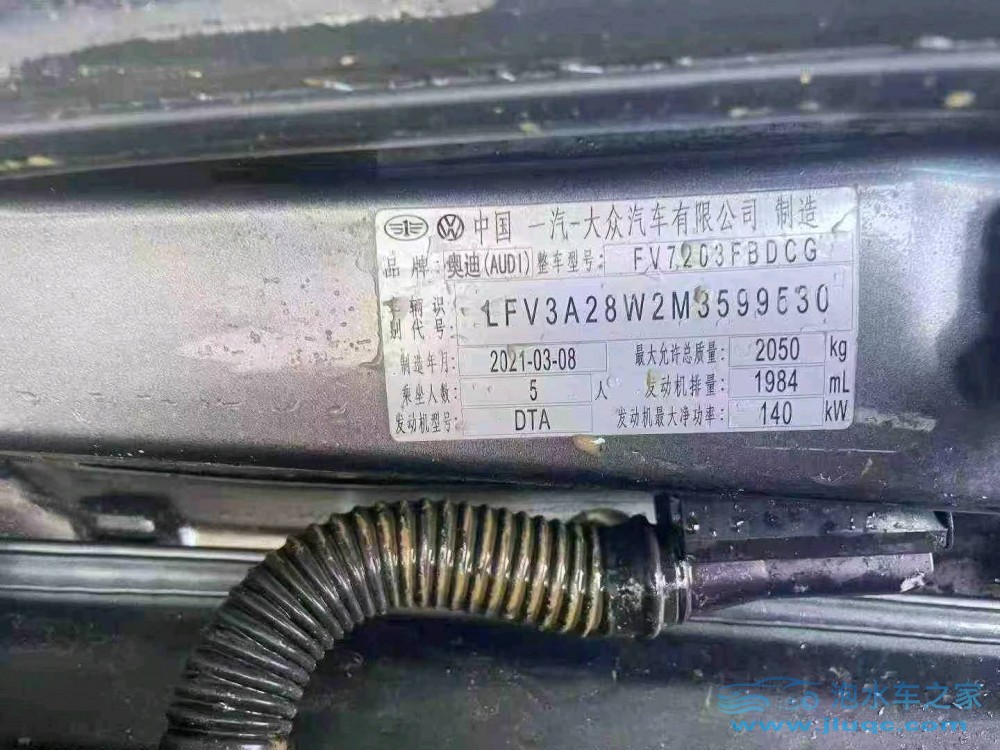 中国 一汽-大众汽车有限公司 制造
品 牌: 奥迪(AUDI) 整车型号: FV7203FBDCG
车辆识别代号: LFV3A28W2M3599630
制造年月: 2021-03-08 最大允许总质量: 2050 kg
乘坐人数: 5 人 发动机排量: 1984 mL
发动机型号: DTA 发动机最大净功率: 140 kW
泡水车之家